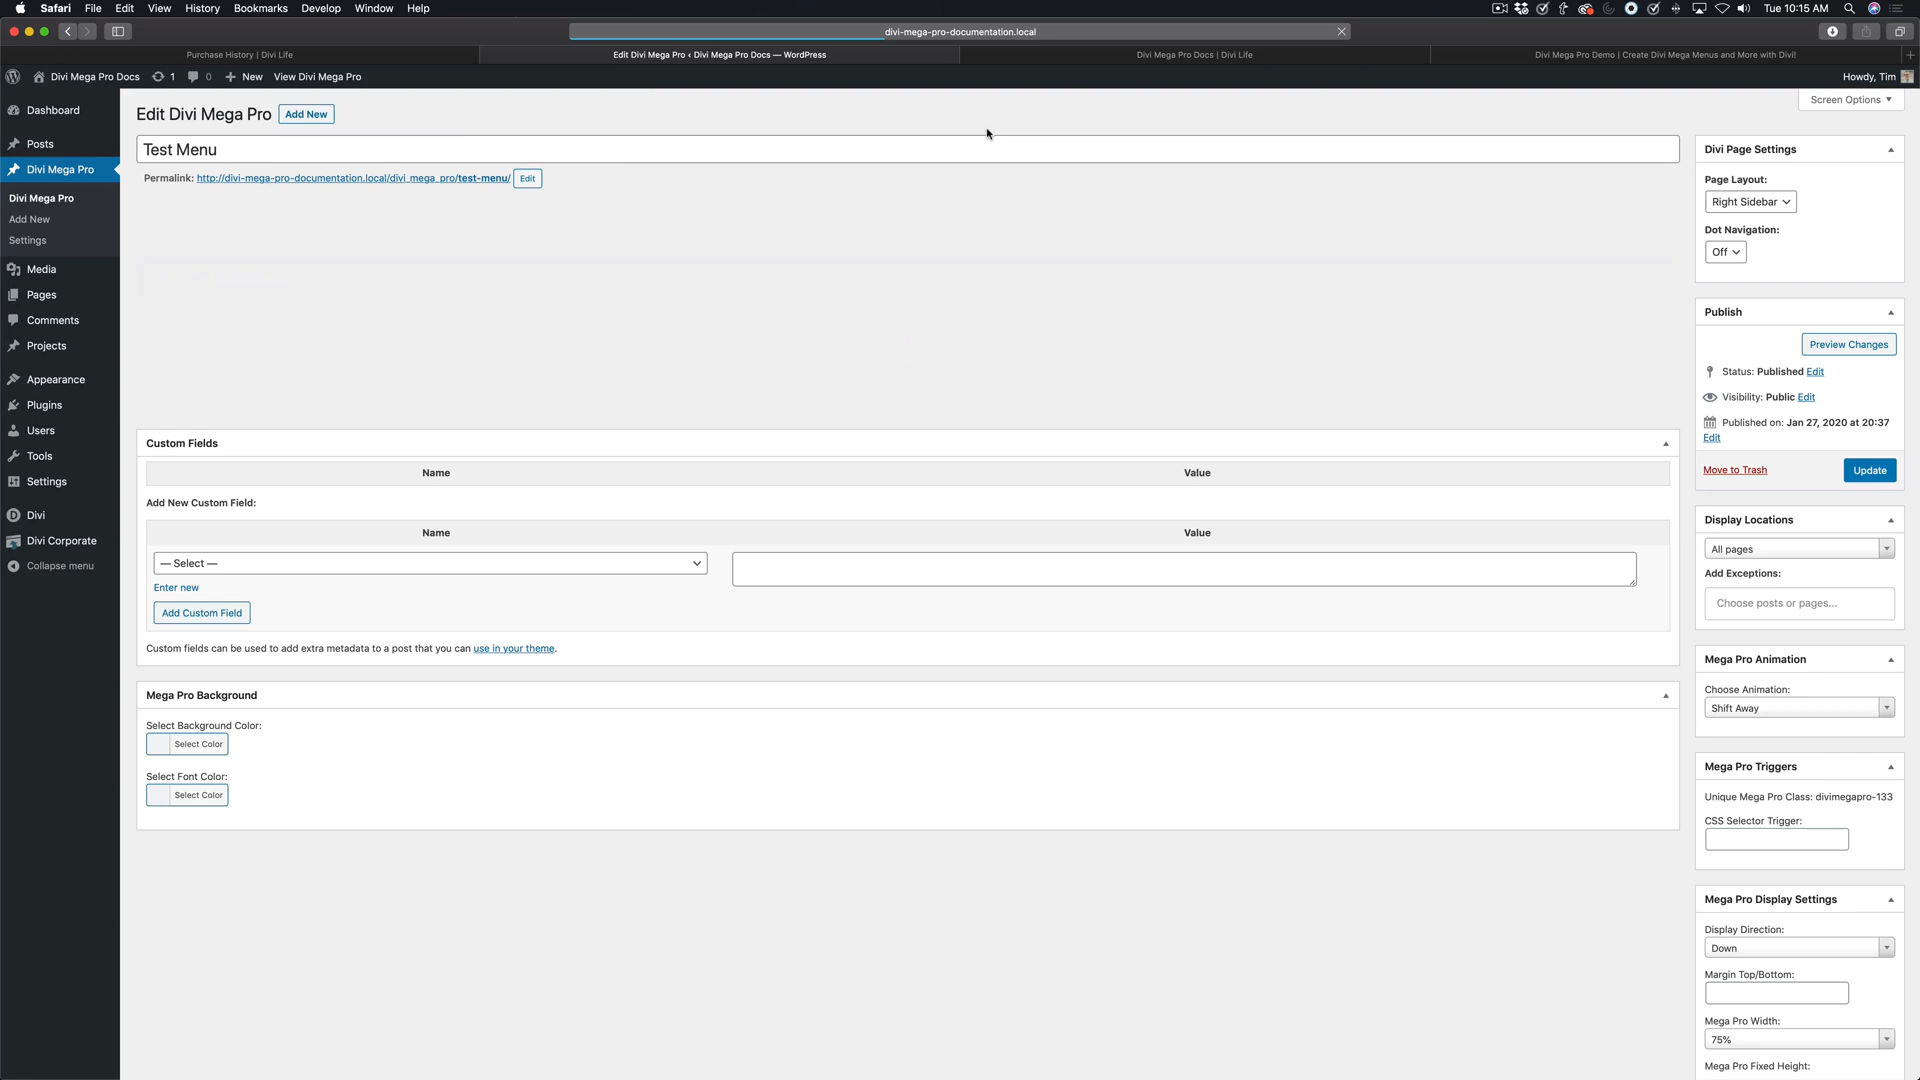 Safari File Edit View History Bookmarks Develop Window Help Tue 10:15 AM
divi-mega-pro-documentation.local
Purchase History | Divi Life
Edit Divi Mega Pro ‹ Divi Mega Pro Docs — WordPress
Divi Mega Pro Docs | Divi Life
Divi Mega Pro Demo | Create Divi Mega Menus and More with Divi!
Divi Mega Pro Docs 1 0 New View Divi Mega Pro Howdy, Tim
Dashboard
Posts
Divi Mega Pro
Divi Mega Pro
Add New
Settings
Media
Pages
Comments
Projects
Appearance
Plugins
Users
Tools
Settings
Divi
Divi Corporate
Collapse menu
Screen Options
Edit Divi Mega Pro Add New
Test Menu
Permalink: http://divi-mega-pro-documentation.local/divi_mega_pro/test-menu/ Edit
Custom Fields
Name Value
Add New Custom Field:
Name Value
— Select —
Enter new
Add Custom Field
Custom fields can be used to add extra metadata to a post that you can use in your theme.
Mega Pro Background
Select Background Color:
Select Color
Select Font Color:
Select Color
Divi Page Settings
Page Layout:
Right Sidebar
Dot Navigation:
Off
Publish
Preview Changes
Status: Published Edit
Visibility: Public Edit
Published on: Jan 27, 2020 at 20:37
Edit
Move to Trash Update
Display Locations
All pages
Add Exceptions:
Choose posts or pages...
Mega Pro Animation
Choose Animation:
Shift Away
Mega Pro Triggers
Unique Mega Pro Class: divimegapro-133
CSS Selector Trigger:
Mega Pro Display Settings
Display Direction:
Down
Margin Top/Bottom:
Mega Pro Width:
75%
Mega Pro Fixed Height: